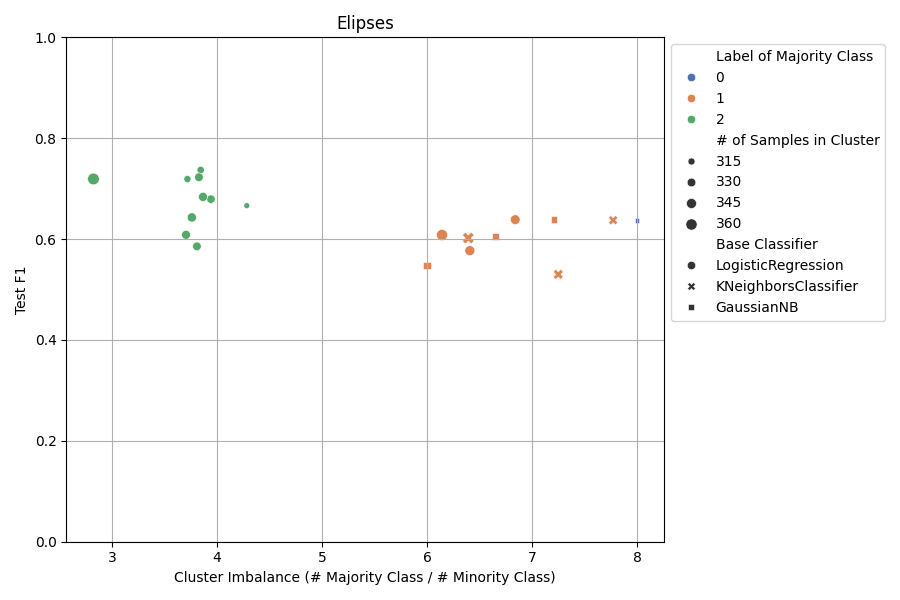 Elipses
Test F1
1.0
0.8
0.6
0.4
0.2
0.0
3 4 5 6 7 8
Cluster Imbalance (# Majority Class / # Minority Class)
Label of Majority Class
0
1
2
# of Samples in Cluster
315
330
345
360
Base Classifier
LogisticRegression
KNeighborsClassifier
GaussianNB